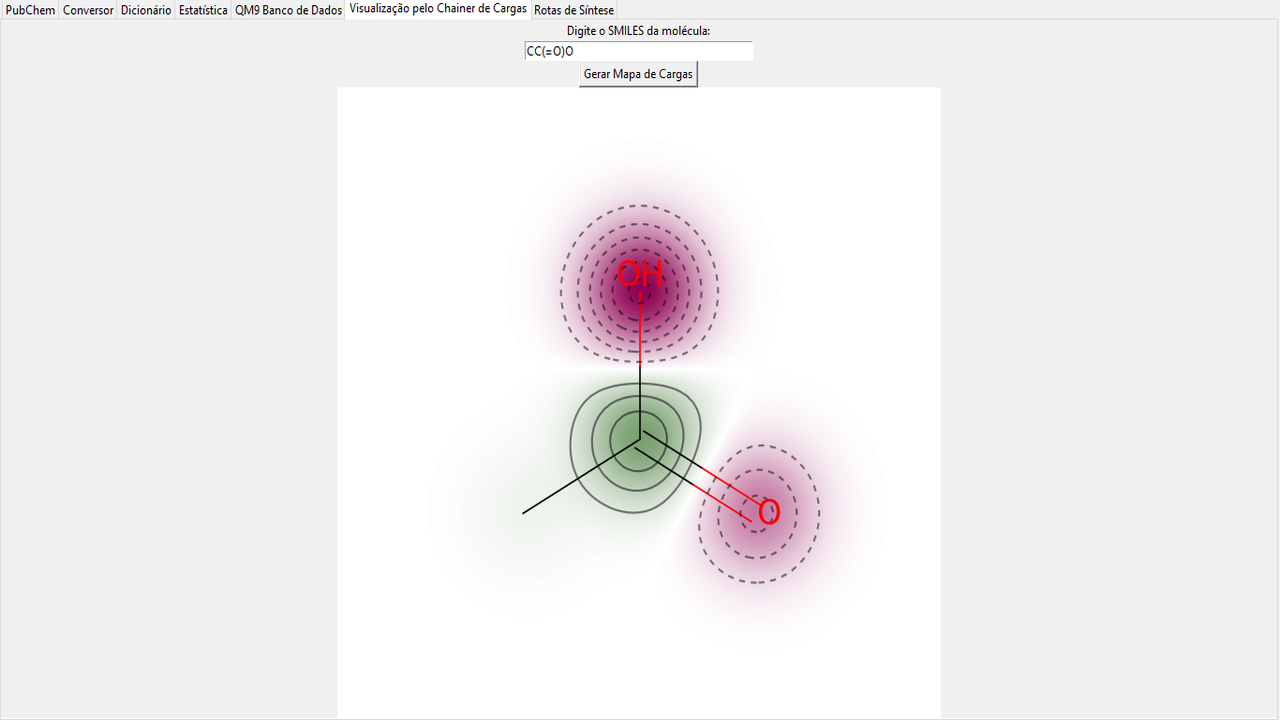 PubChem Conversor Dicionário Estatística QM9 Banco de Dados Visualização pelo Chainer de Cargas Rotas de Síntese
Digite o SMILES da molécula:
CC(=O)O
Gerar Mapa de Cargas
OH
O